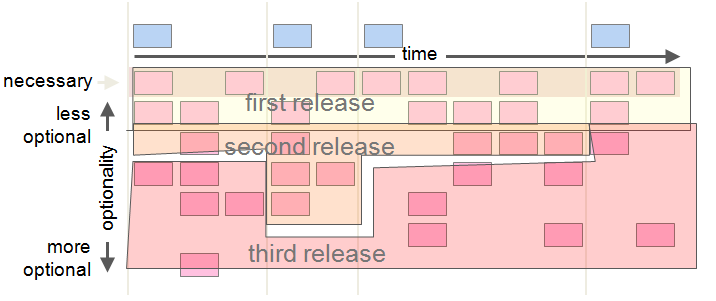 time
necessary
first release
less
optional
second release
optionality
more
optional
third release